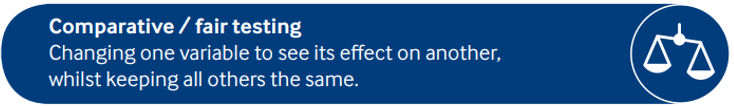 Comparative / fair testing
Changing one variable to see its effect on another,
whilst keeping all others the same.